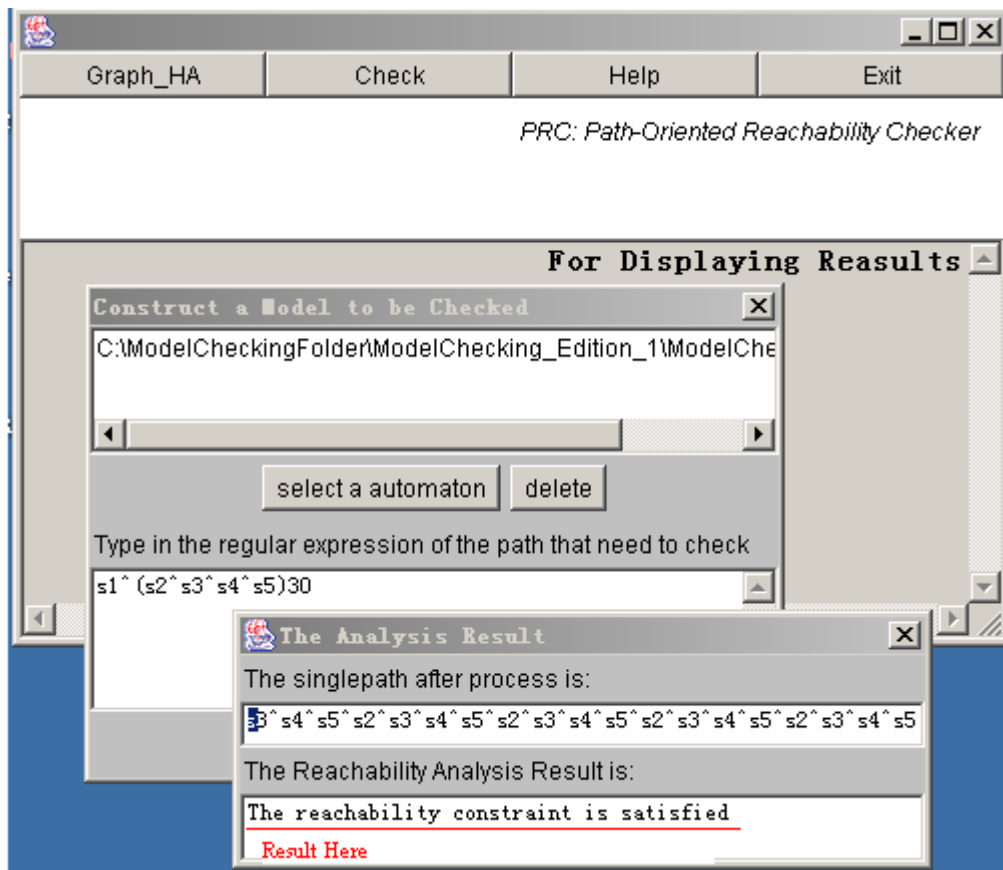 Graph_HA Check Help Exit
PRC: Path-Oriented Reachability Checker
For Displaying Reasults
Construct a Model to be Checked
C:\ModelCheckingFolder\ModelChecking_Edition_1\ModelChe
select a automaton delete
Type in the regular expression of the path that need to check
s1^(s2^s3^s4^s5)30
The Analysis Result
The singlepath after process is:
s3^s4^s5^s2^s3^s4^s5^s2^s3^s4^s5^s2^s3^s4^s5^s2^s3^s4^s5
The Reachability Analysis Result is:
The reachability constraint is satisfied
Result Here